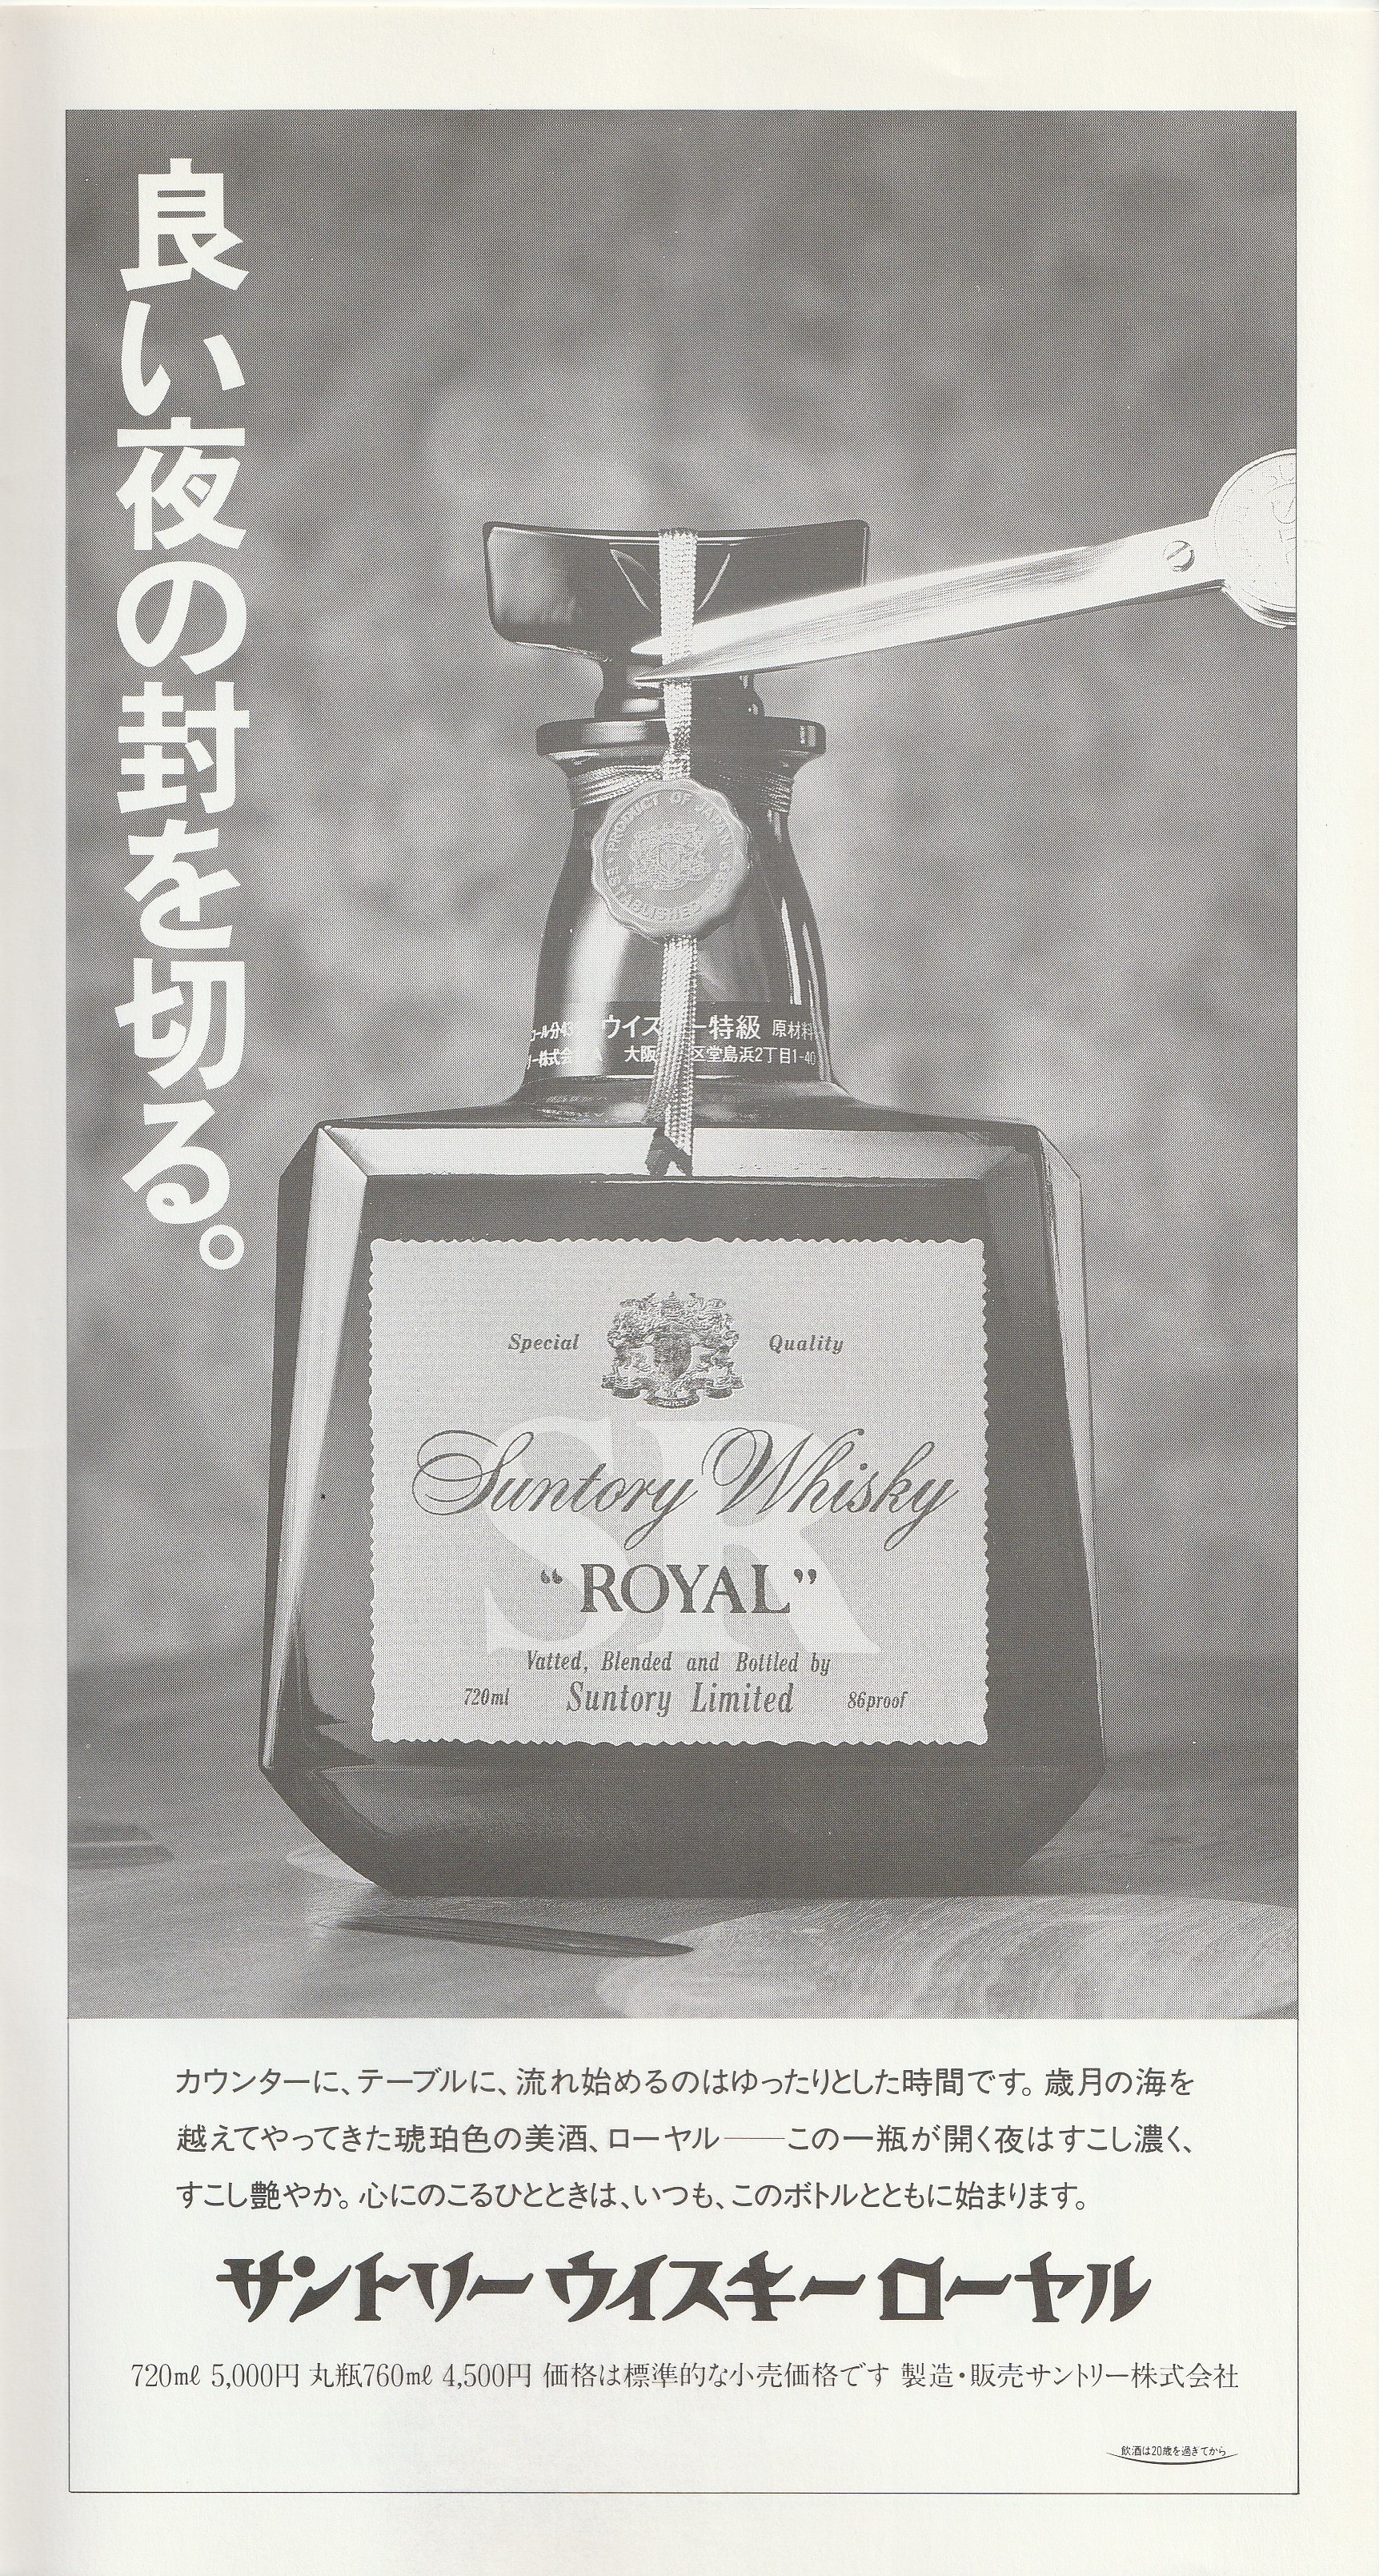 良い夜の封を切る。
PRODUCT OF JAPAN
ESTABLISHED
ウイス ー特級 原材料
大阪 区堂島浜2丁目1-40
Special Quality
SR
Suntory Whisky
“ROYAL”
Vatted, Blended and Bottled by
720ml Suntory Limited 86proof
カウンターに、テーブルに、流れ始めるのはゆったりとした時間です。歳月の海を
越えてやってきた琥珀色の美酒、ローヤル──この一瓶が開く夜はすこし濃く、
すこし艶やか。心にのこるひとときは、いつも、このボトルとともに始まります。
サントリーウイスキーローヤル
720mℓ 5,000円 丸瓶760mℓ 4,500円 価格は標準的な小売価格です 製造・販売サントリー株式会社
飲酒は20歳を過ぎてから